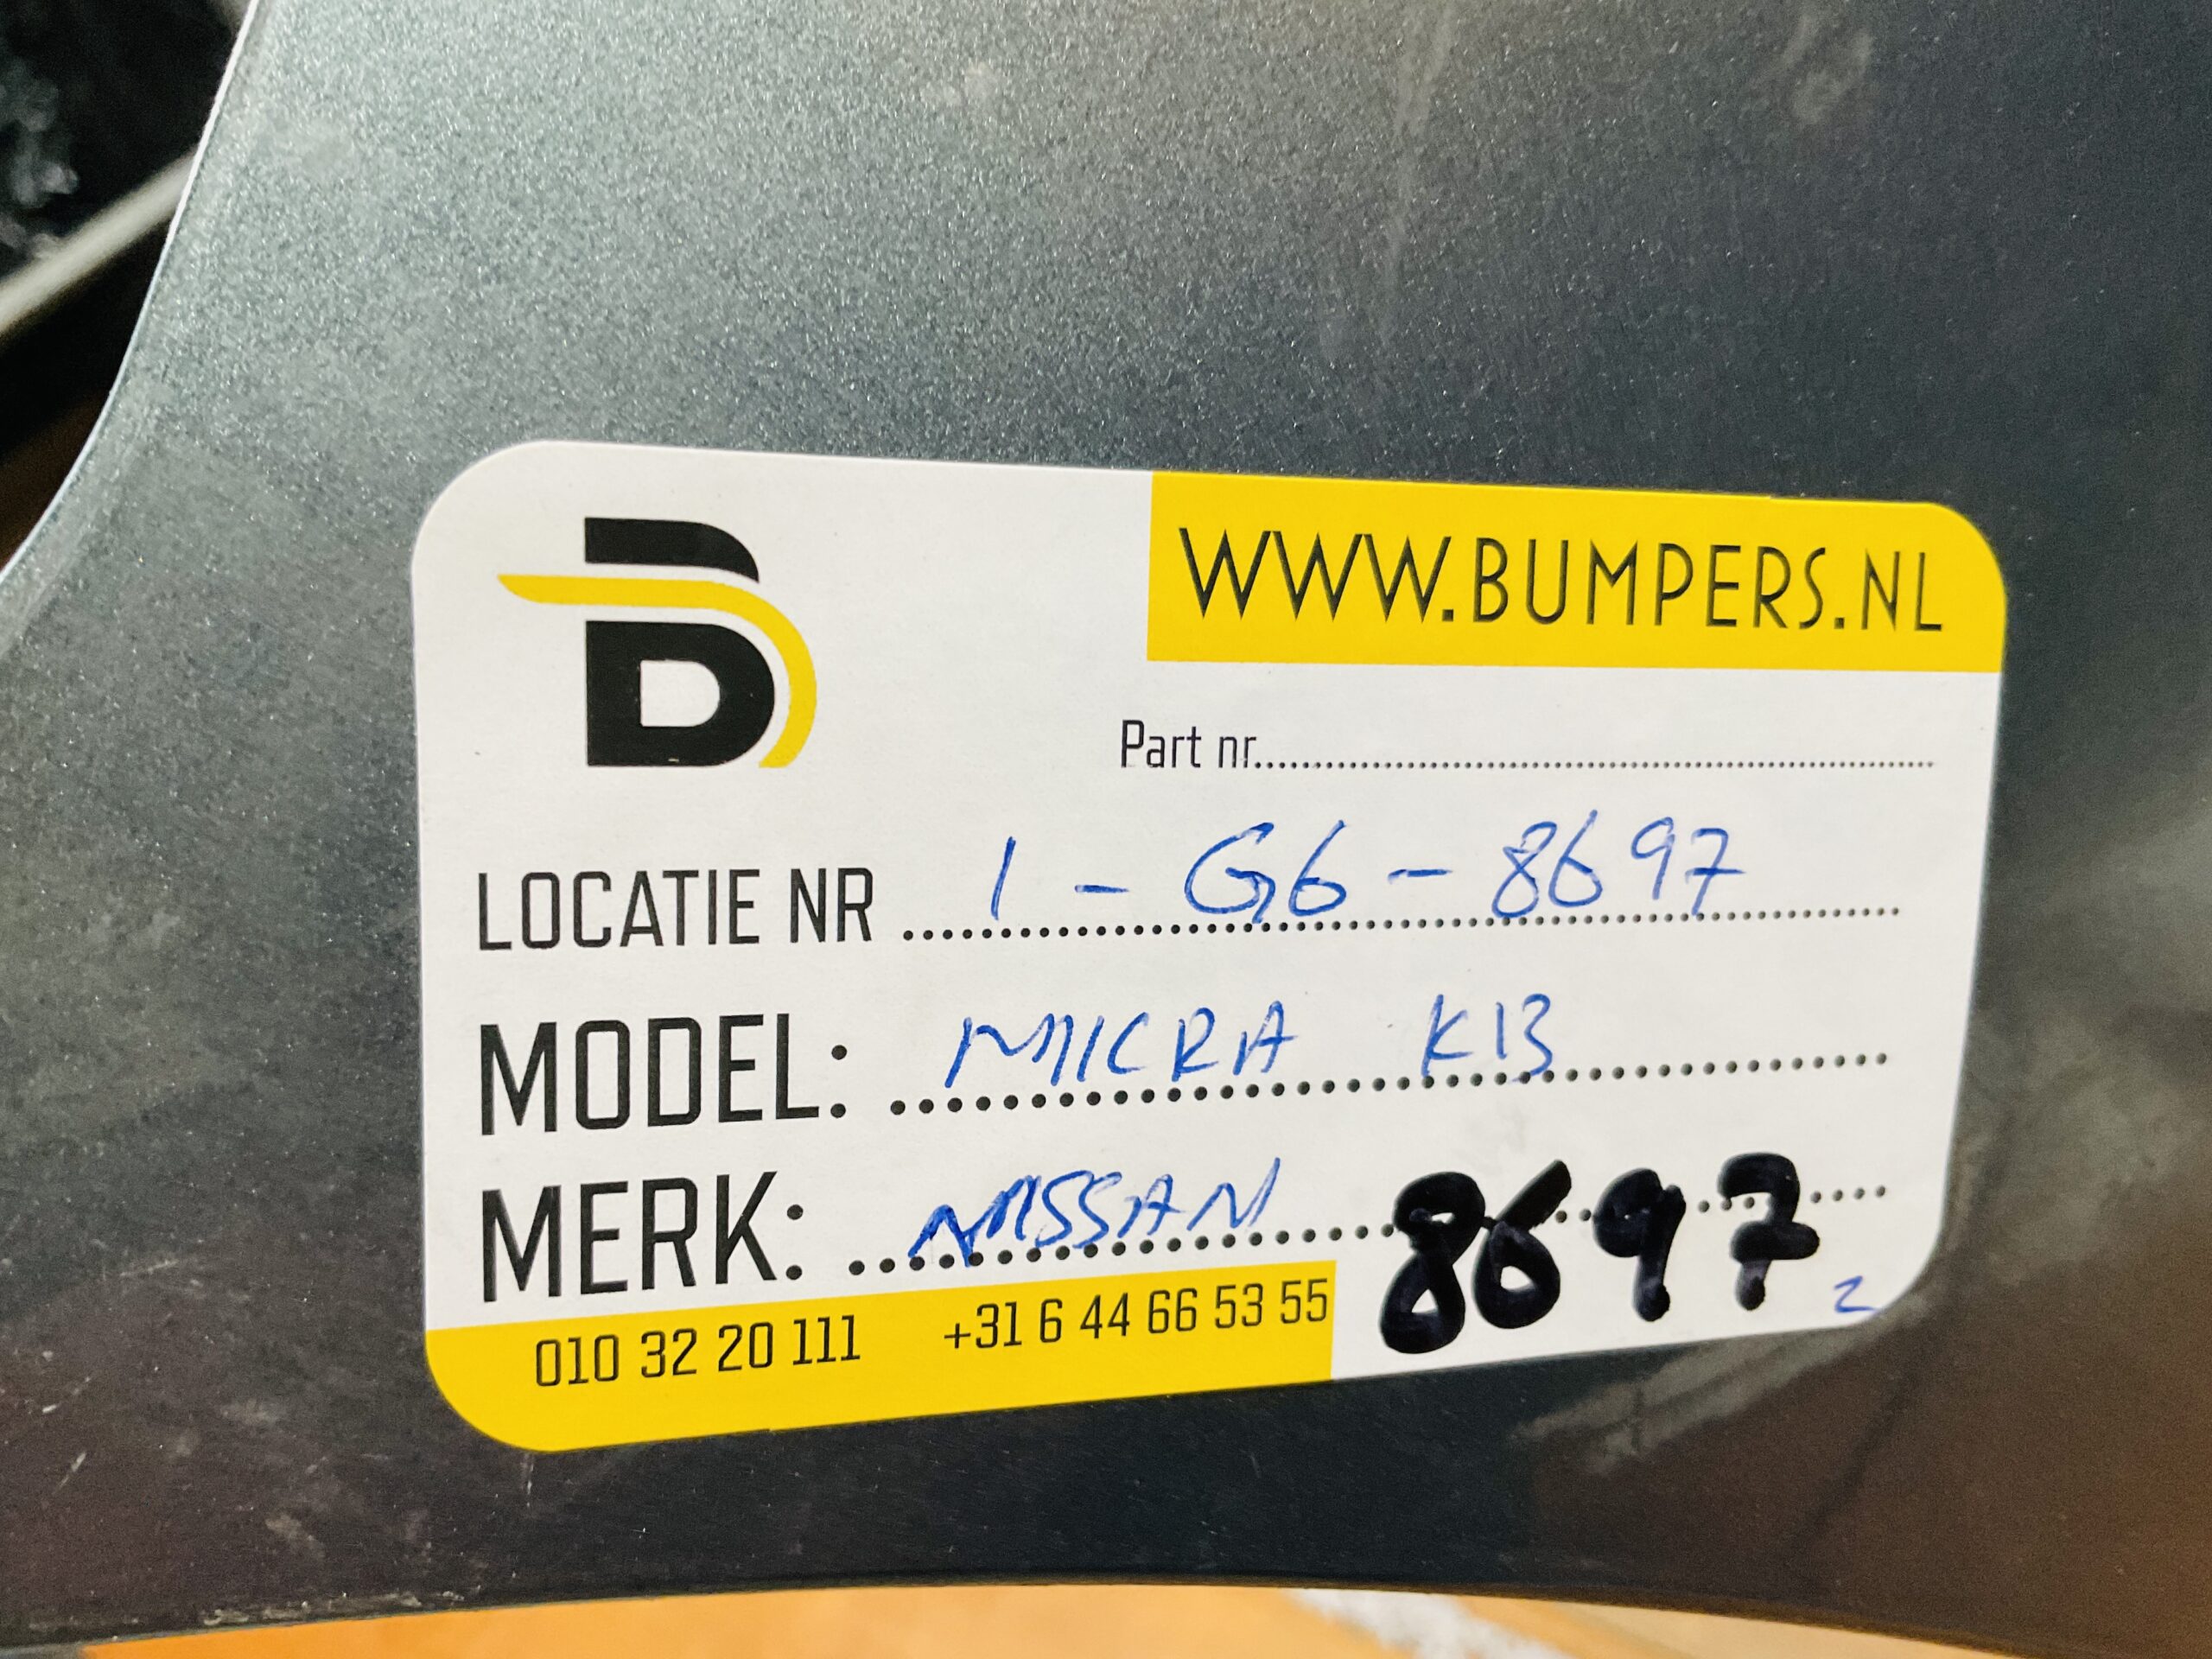 B
WWW.BUMPERS.NL
Part nr.
LOCATIE NR 1 - G6 - 8697
MODEL: MICRA K13
MERK: NISSAN 8697
2
010 32 20 111 +31 6 44 66 53 55